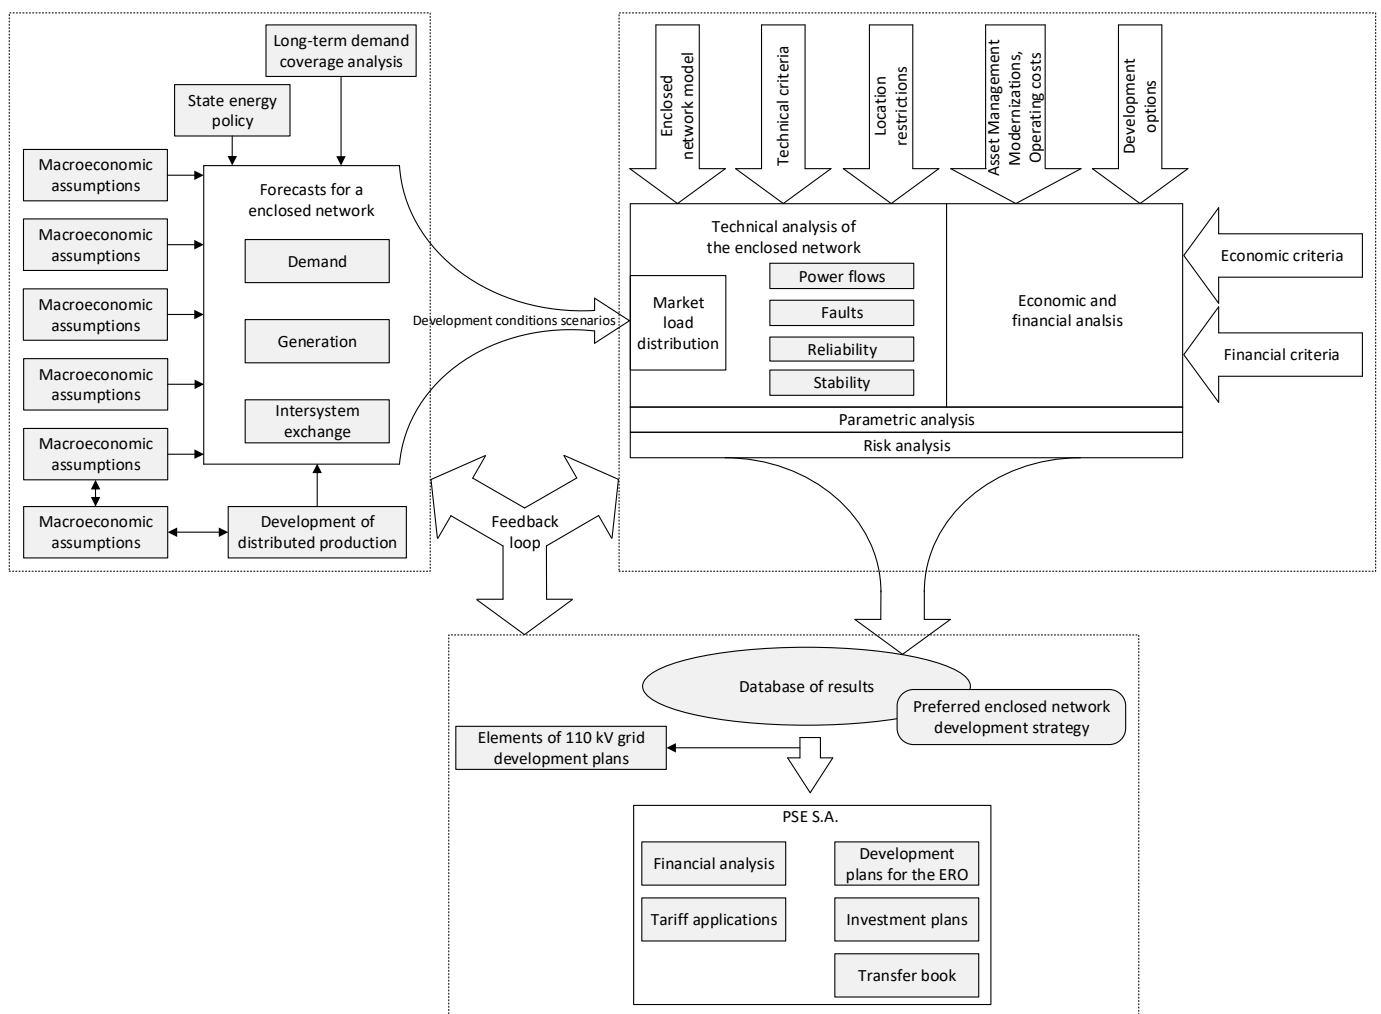 Long-term demand
coverage analysis
State energy
policy
Macroeconomic
assumptions
Macroeconomic
assumptions
Macroeconomic
assumptions
Macroeconomic
assumptions
Macroeconomic
assumptions
Macroeconomic
assumptions
Forecasts for a
enclosed network
Demand
Generation
Intersystem
exchange
Development of
distributed production
Development conditions scenarios
Enclosed
network model
Technical criteria
Location
restrictions
Asset Management
Modernizations,
Operating costs
Development
options
Technical analysis of
the enclosed network
Market
load
distribution
Power flows
Faults
Reliability
Stability
Economic and
financial analsis
Economic criteria
Financial criteria
Parametric analysis
Risk analysis
Feedback
loop
Database of results
Preferred enclosed network
development strategy
Elements of 110 kV grid
development plans
PSE S.A.
Financial analysis
Development
plans for the ERO
Tariff applications
Investment plans
Transfer book